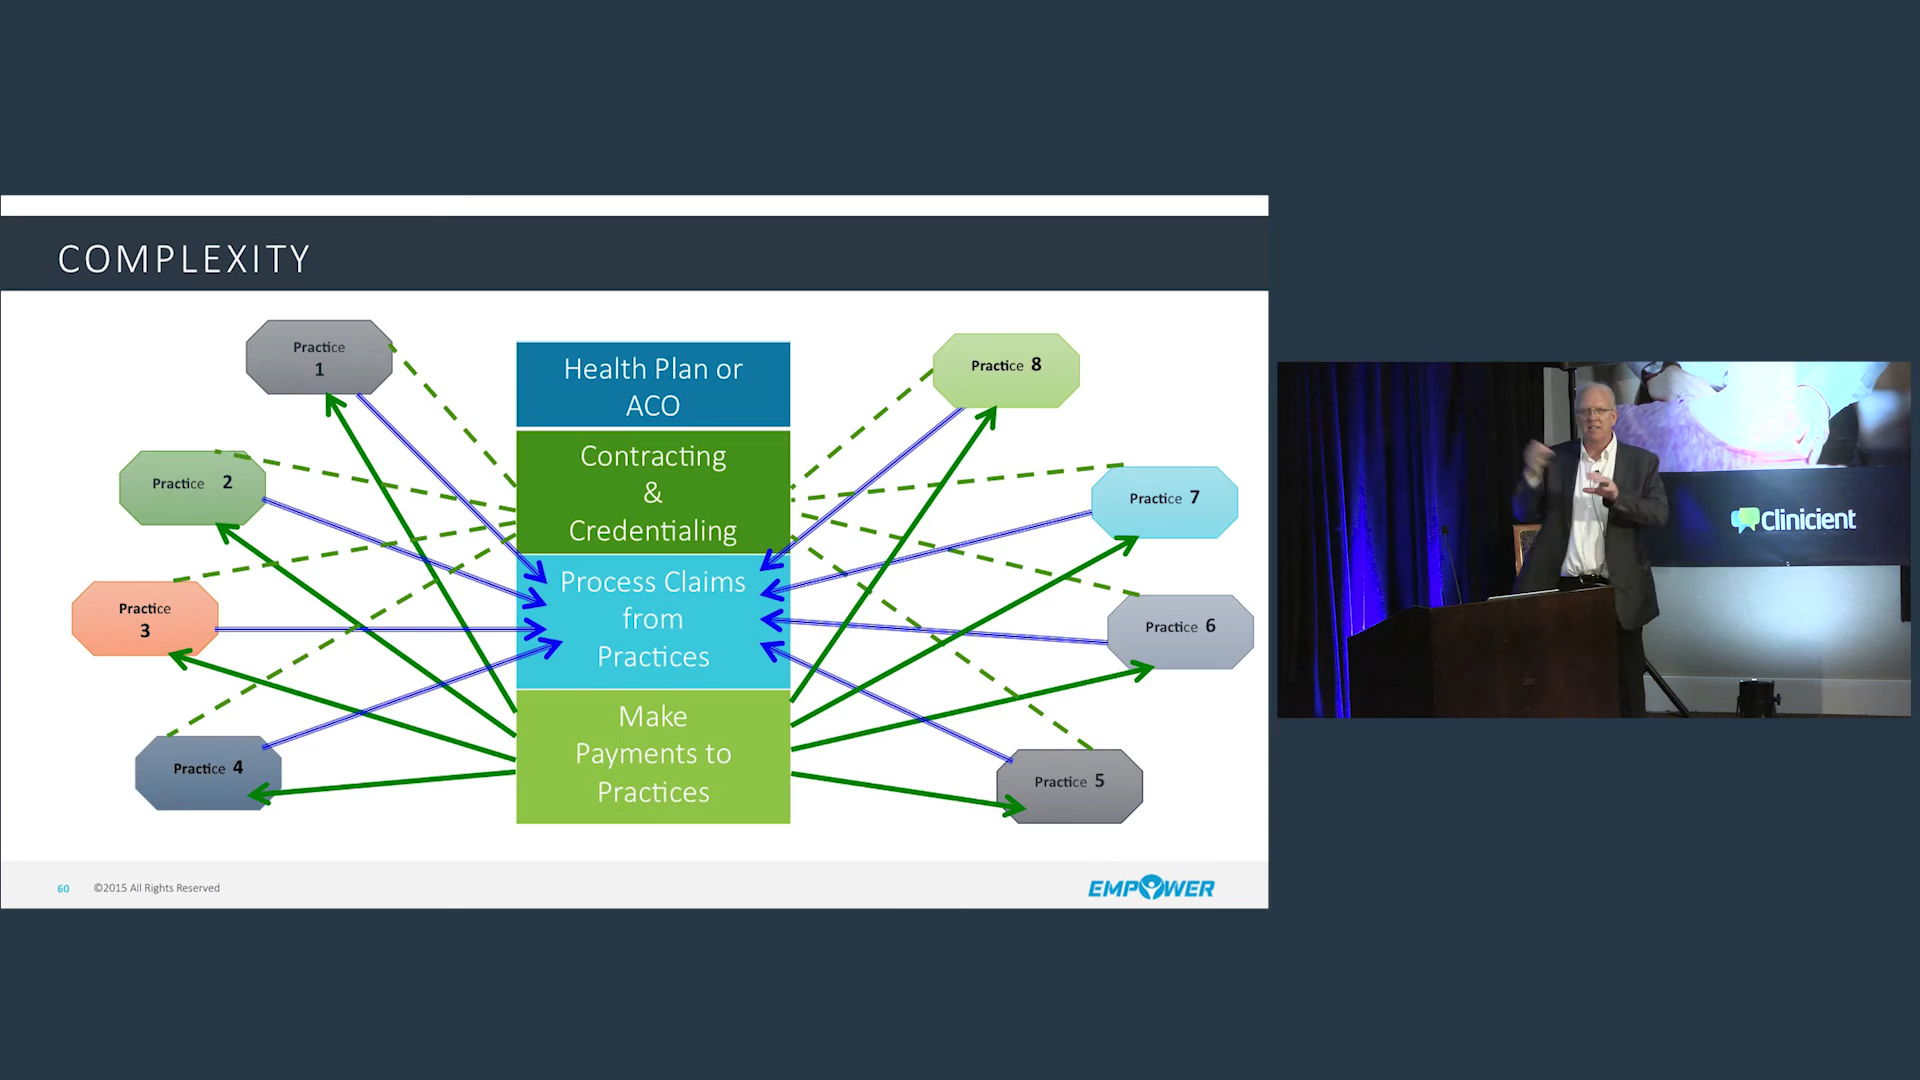 COMPLEXITY
Practice
1
Practice 2
Practice
3
Practice 4
Health Plan or
ACO
Contracting
&
Credentialing
Process Claims
from
Practices
Make
Payments to
Practices
Practice 8
Practice 7
Practice 6
Practice 5
60 ©2015 All Rights Reserved
EMPOWER
Clinicient